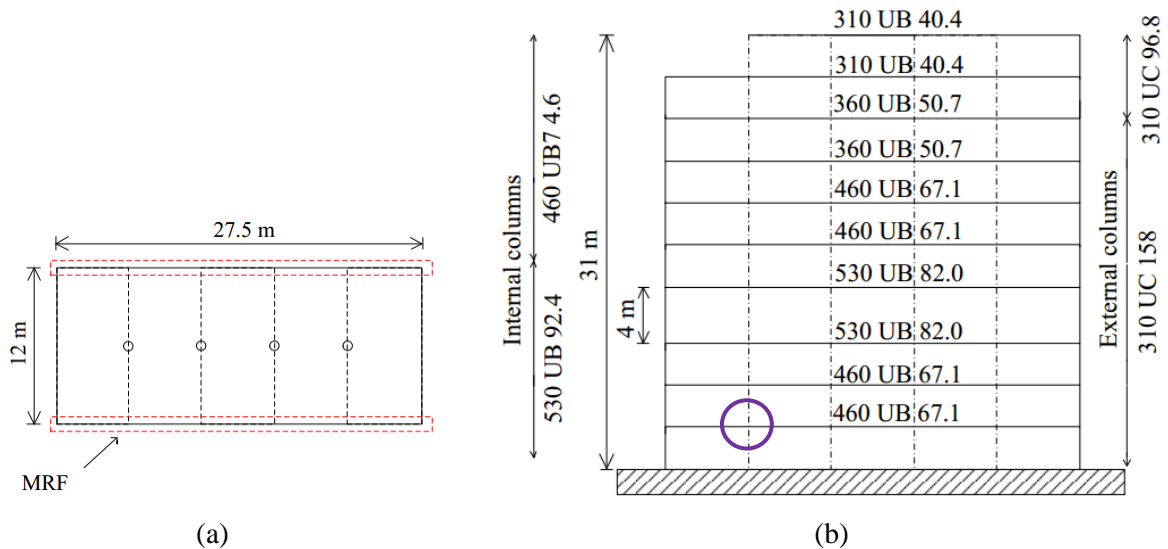 27.5 m
12 m
MRF
(a)
310 UB 40.4
310 UB 40.4
360 UB 50.7
360 UB 50.7
460 UB 67.1
460 UB 67.1
530 UB 82.0
530 UB 82.0
460 UB 67.1
460 UB 67.1
Internal columns
460 UB7 4.6
530 UB 92.4
31 m
4 m
External columns
310 UC 96.8
310 UC 158
(b)